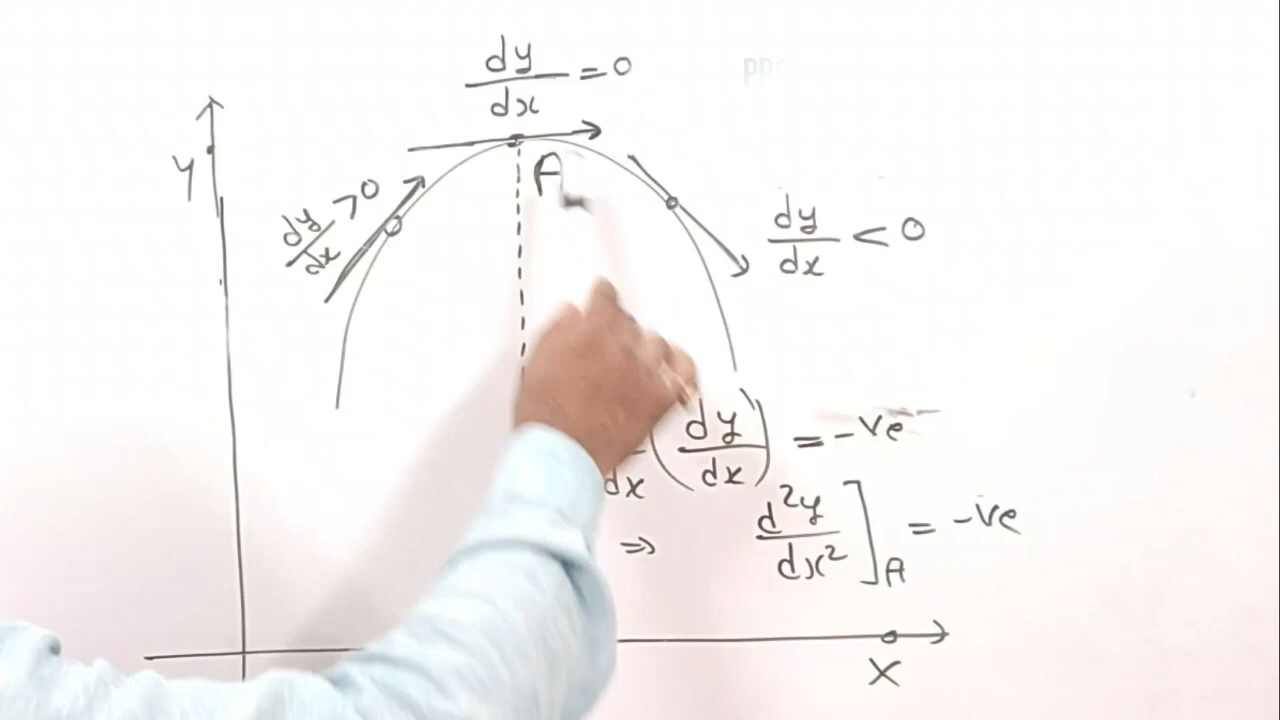 dy/dx = 0
y
dy/dx > 0
A
dy/dx < 0
dx (dy/dx) = -ve
⇒ d²y/dx² ]A = -ve
X